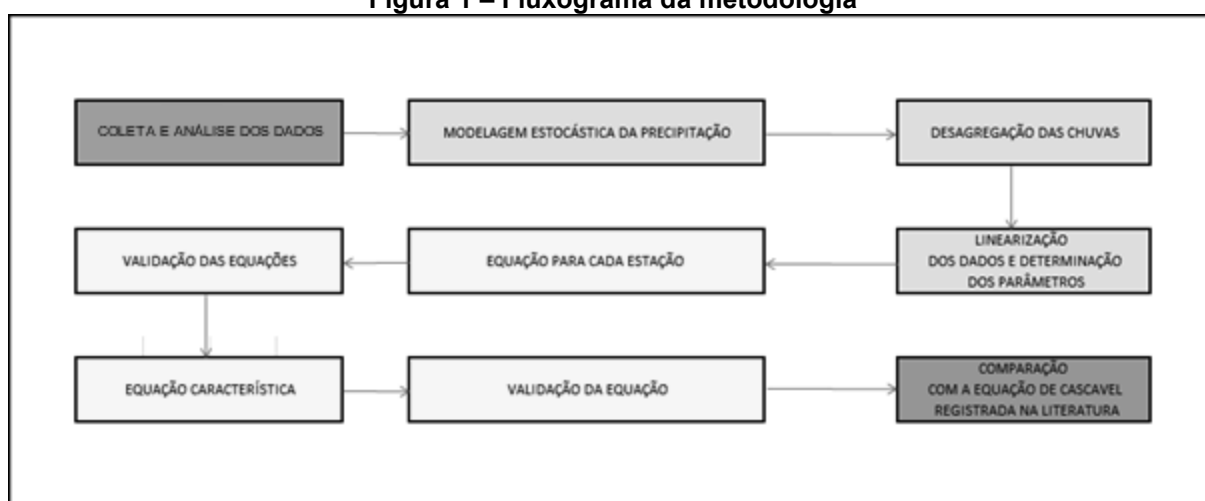 Figura 1 – Fluxograma da metodologia
COLETA E ANÁLISE DOS DADOS
MODELAGEM ESTOCÁSTICA DA PRECIPITAÇÃO
DESAGREGAÇÃO DAS CHUVAS
LINEARIZAÇÃO
DOS DADOS E DETERMINAÇÃO
DOS PARÂMETROS
EQUAÇÃO PARA CADA ESTAÇÃO
VALIDAÇÃO DAS EQUAÇÕES
EQUAÇÃO CARACTERÍSTICA
VALIDAÇÃO DA EQUAÇÃO
COMPARAÇÃO
COM A EQUAÇÃO DE CASCAVEL
REGISTRADA NA LITERATURA